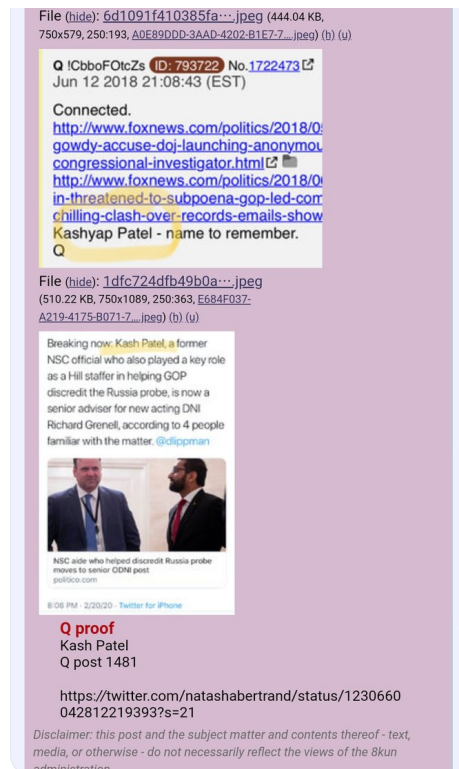 File (hide): 6d1091f410385fa···.jpeg (444.04 KB,
750x579, 250:193, A0E89DDD-3AAD-4202-B1E7-7....jpeg) (h) (u)
Q !CbboFOtcZs ID: 793722 No.1722473
Jun 12 2018 21:08:43 (EST)
Connected.
http://www.foxnews.com/politics/2018/0
gowdy-accuse-doj-launching-anonymou
congressional-investigator.html
http://www.foxnews.com/politics/2018/0
in-threatened-to-subpoena-gop-led-com
chilling-clash-over-records-emails-show
Kashyap Patel - name to remember.
Q
File (hide): 1dfc724dfb49b0a···.jpeg
(510.22 KB, 750x1089, 250:363, E684F037-
A219-4175-B071-7....jpeg) (h) (u)
Breaking now: Kash Patel, a former
NSC official who also played a key role
as a Hill staffer in helping GOP
discredit the Russia probe, is now a
senior adviser for new acting DNI
Richard Grenell, according to 4 people
familiar with the matter. @dlippman
NSC aide who helped discredit Russia probe
moves to senior ODNI post
politico.com
8:06 PM · 2/20/20 · Twitter for iPhone
Q proof
Kash Patel
Q post 1481
https://twitter.com/natashabertrand/status/1230660
042812219393?s=21
Disclaimer: this post and the subject matter and contents thereof - text,
media, or otherwise - do not necessarily reflect the views of the 8kun
administration.